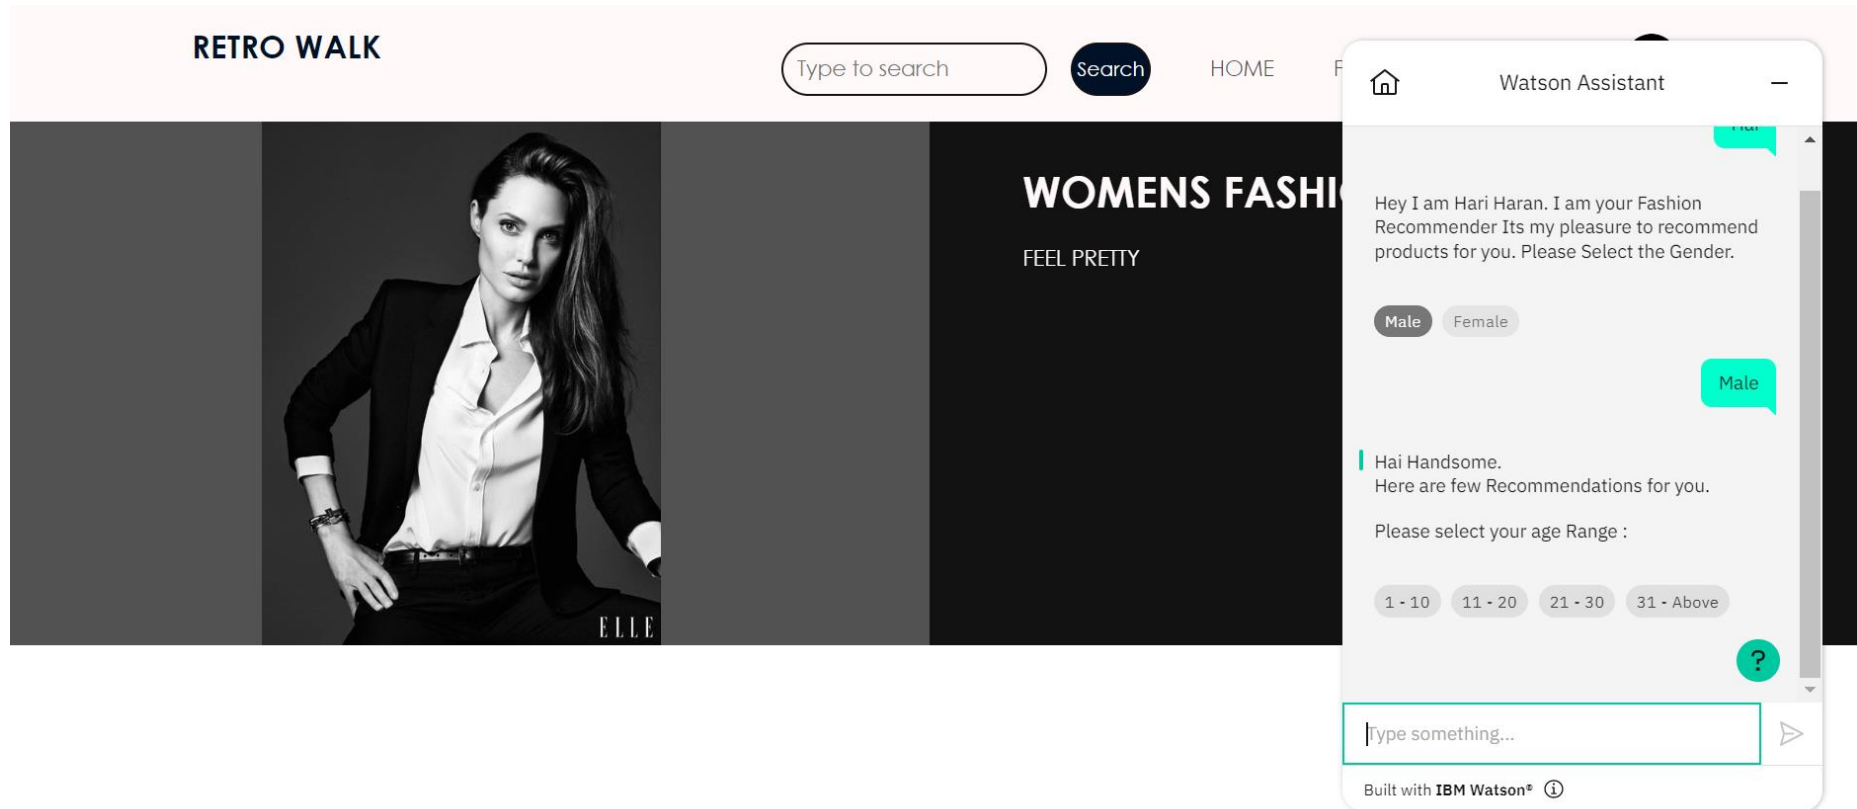 RETRO WALK
Type to search
Search
HOME
Watson Assistant
WOMENS FASHI
FEEL PRETTY
ELLE
Hey I am Hari Haran. I am your Fashion
Recommender Its my pleasure to recommend
products for you. Please Select the Gender.
Male Female
Male
Hai Handsome.
Here are few Recommendations for you.
Please select your age Range :
1 - 10 11 - 20 21 - 30 31 - Above
?
Type something...
Built with IBM Watson®